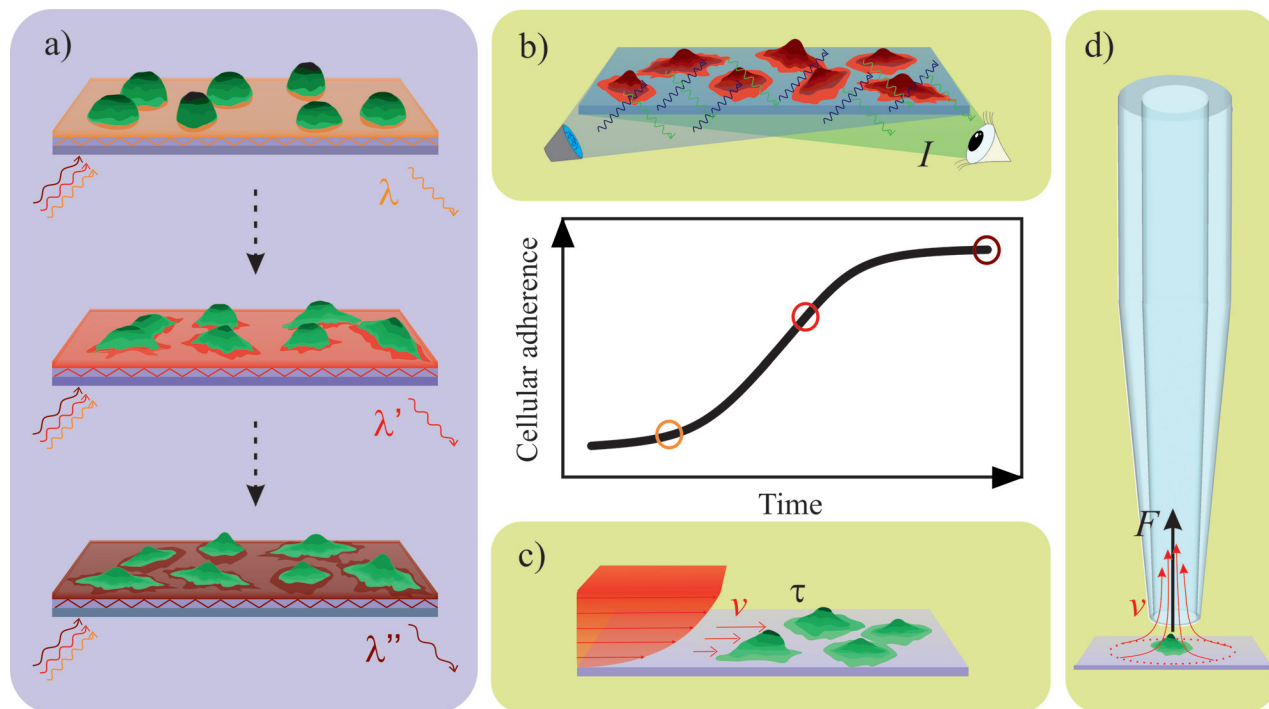 a)
λ
λ’
λ’’
b)
I
Cellular adherence
Time
c)
v
τ
d)
F
v